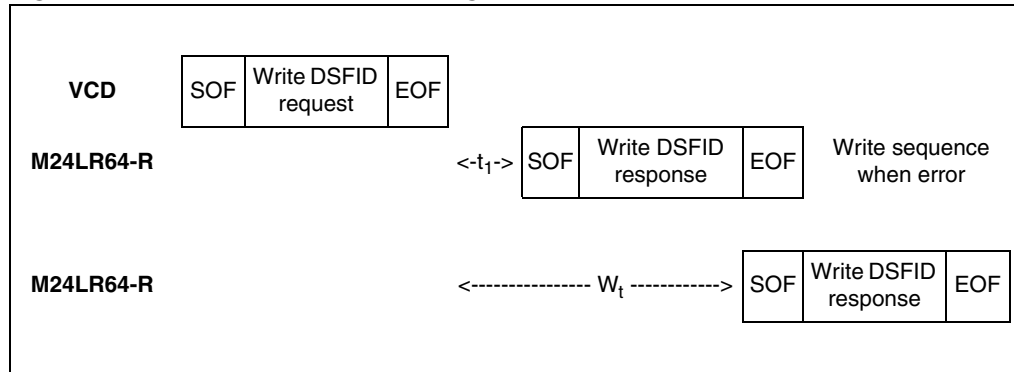 VCD SOF Write DSFID request EOF
M24LR64-R <-t1-> SOF Write DSFID response EOF Write sequence when error
M24LR64-R <---------------- Wt ------------> SOF Write DSFID response EOF